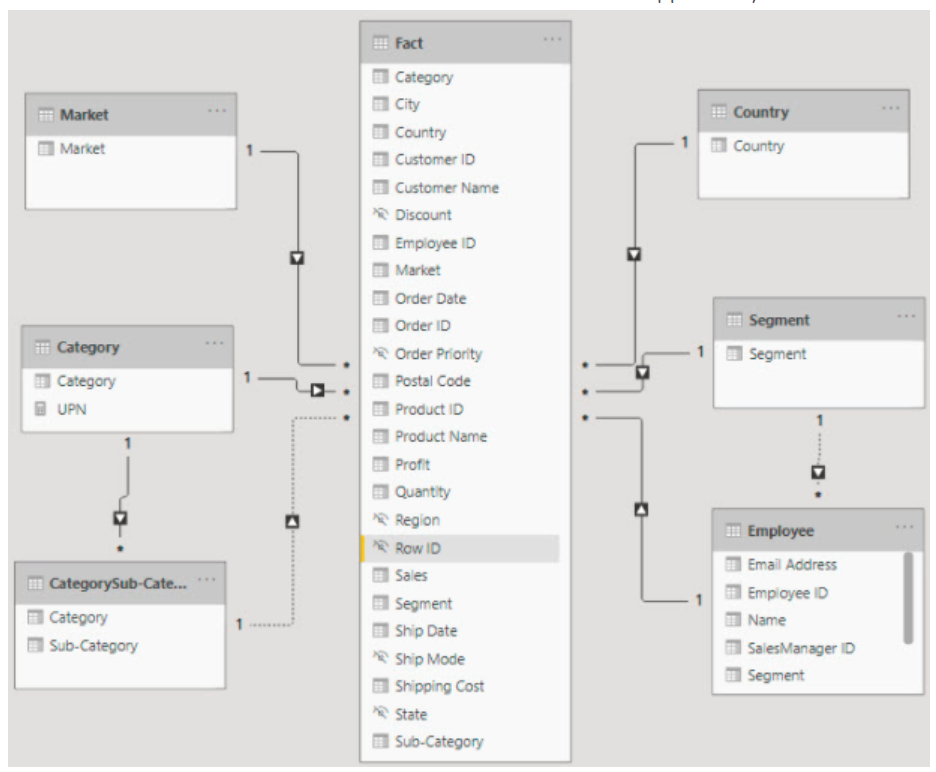 Fact
Category
City
Country
Customer ID
Customer Name
Discount
Employee ID
Market
Order Date
Order ID
Order Priority
Postal Code
Product ID
Product Name
Profit
Quantity
Region
Row ID
Sales
Segment
Ship Date
Ship Mode
Shipping Cost
State
Sub-Category
Market
Market
1
*
Category
Category
UPN
1
*
1
*
CategorySub-Cate...
Category
Sub-Category
1
*
Country
Country
1
*
Segment
Segment
1
*
1
*
Employee
Email Address
Employee ID
Name
SalesManager ID
Segment
1
*